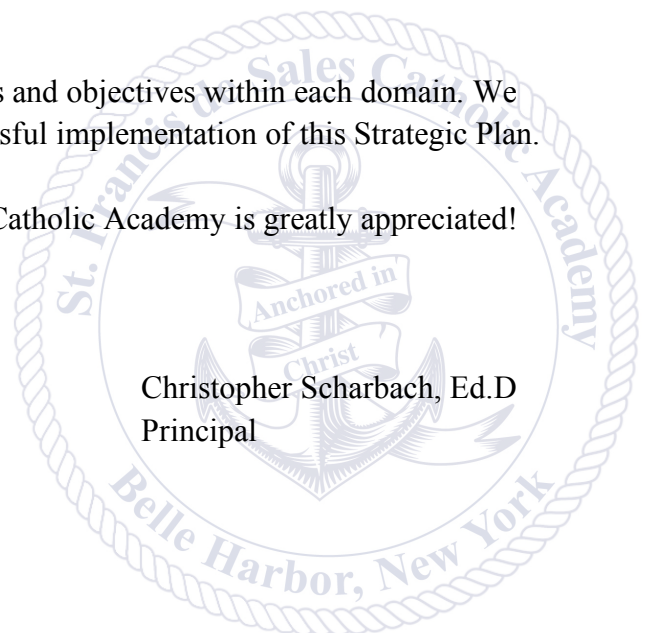 s and objectives within each domain. We
sful implementation of this Strategic Plan.
Catholic Academy is greatly appreciated!
Christopher Scharbach, Ed.D
Principal
St. Francis de Sales Catholic Academy
Anchored in
Christ
Belle Harbor, New York